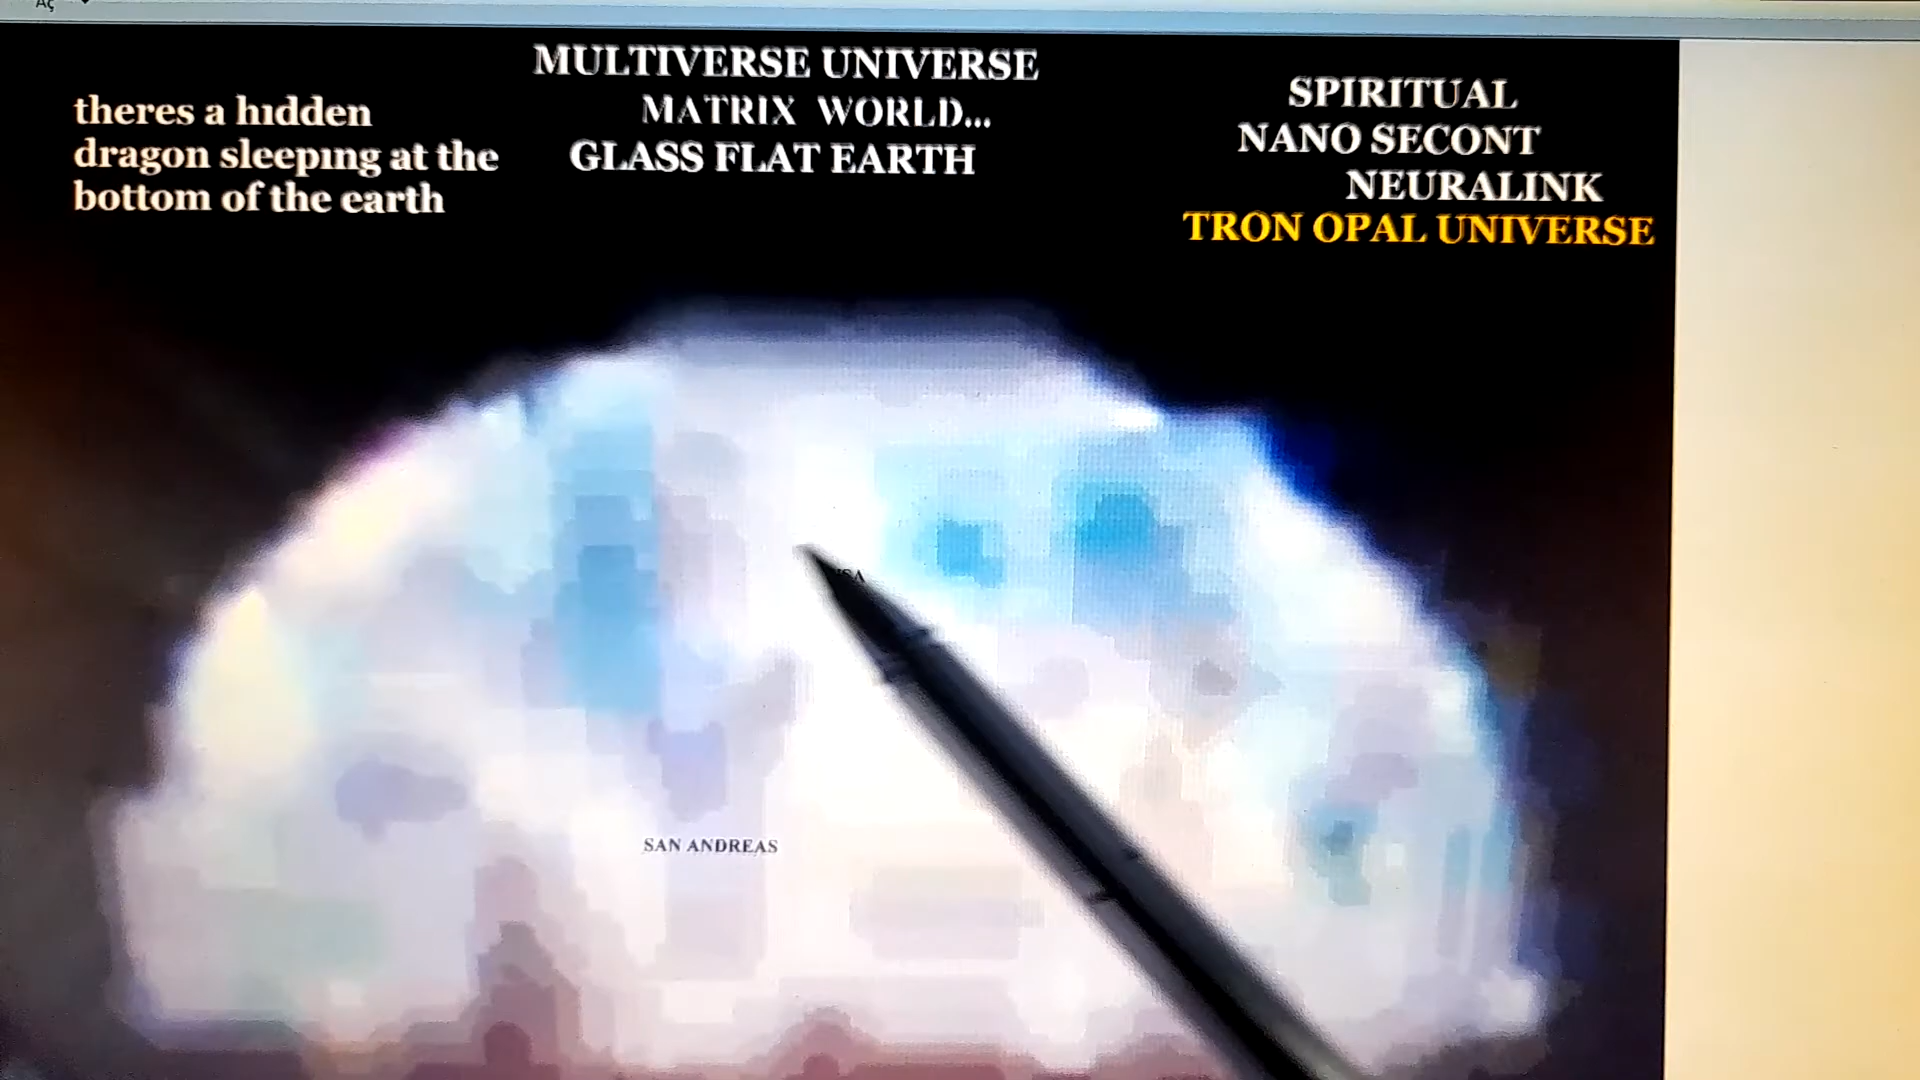 Aç
MULTIVERSE UNIVERSE
MATRIX WORLD...
GLASS FLAT EARTH
theres a hıdden
dragon sleepıng at the
bottom of the earth
SPIRITUAL
NANO SECONT
NEURALINK
TRON OPAL UNIVERSE
SAN ANDREAS